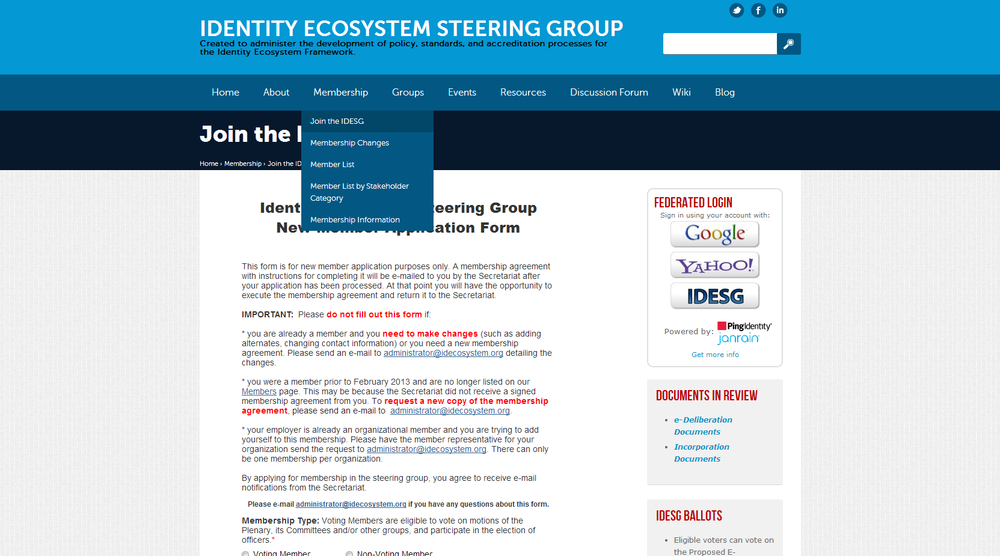 IDENTITY ECOSYSTEM STEERING GROUP
Created to administer the development of policy, standards, and accreditation processes for
the Identity Ecosystem Framework.
Home About Membership Groups Events Resources Discussion Forum Wiki Blog
Join the IDESG
Membership Changes
Member List
Member List by Stakeholder
Category
Membership Information
Join the
Home › Membership › Join the ID
Ident teering Group
New Member Application Form
This form is for new member application purposes only. A membership agreement
with instructions for completing it will be e-mailed to you by the Secretariat after
your application has been processed. At that point you will have the opportunity to
execute the membership agreement and return it to the Secretariat.
IMPORTANT: Please do not fill out this form if:
* you are already a member and you need to make changes (such as adding
alternates, changing contact information) or you need a new membership
agreement. Please send an e-mail to administrator@idecosystem.org detailing the
changes.
* you were a member prior to February 2013 and are no longer listed on our
Members page. This may be because the Secretariat did not receive a signed
membership agreement from you. To request a new copy of the membership
agreement, please send an e-mail to administrator@idecosystem.org.
* your employer is already an organizational member and you are trying to add
yourself to this membership. Please have the member representative for your
organization send the request to administrator@idecosystem.org. There can only
be one membership per organization.
By applying for membership in the steering group, you agree to receive e-mail
notifications from the Secretariat.
Please e-mail administrator@idecosystem.org if you have any questions about this form.
Membership Type: Voting Members are eligible to vote on motions of the
Plenary, its Committees and/or other groups, and participate in the election of
officers.*
Voting Member Non-Voting Member
FEDERATED LOGIN
Sign in using your account with:
Google
YAHOO!
IDESG
Powered by: PingIdentity
janrain
Get more info
DOCUMENTS IN REVIEW
• e-Deliberation
Documents
• Incorporation
Documents
IDESG BALLOTS
• Eligible voters can vote on
the Proposed E-